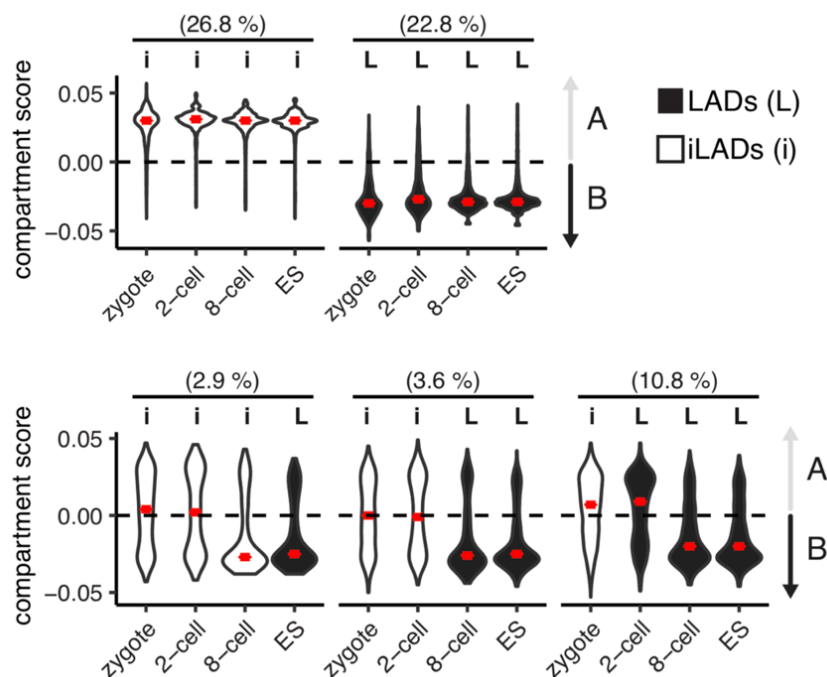 (26.8 %) (22.8 %)
i i i i L L L L
compartment score
0.05
0.00
−0.05
A
B
LADs (L)
iLADs (i)
zygote 2−cell 8−cell ES zygote 2−cell 8−cell ES
(2.9 %) (3.6 %) (10.8 %)
i i i L i i L L i L L L
compartment score
0.05
0.00
−0.05
A
B
zygote 2−cell 8−cell ES zygote 2−cell 8−cell ES zygote 2−cell 8−cell ES